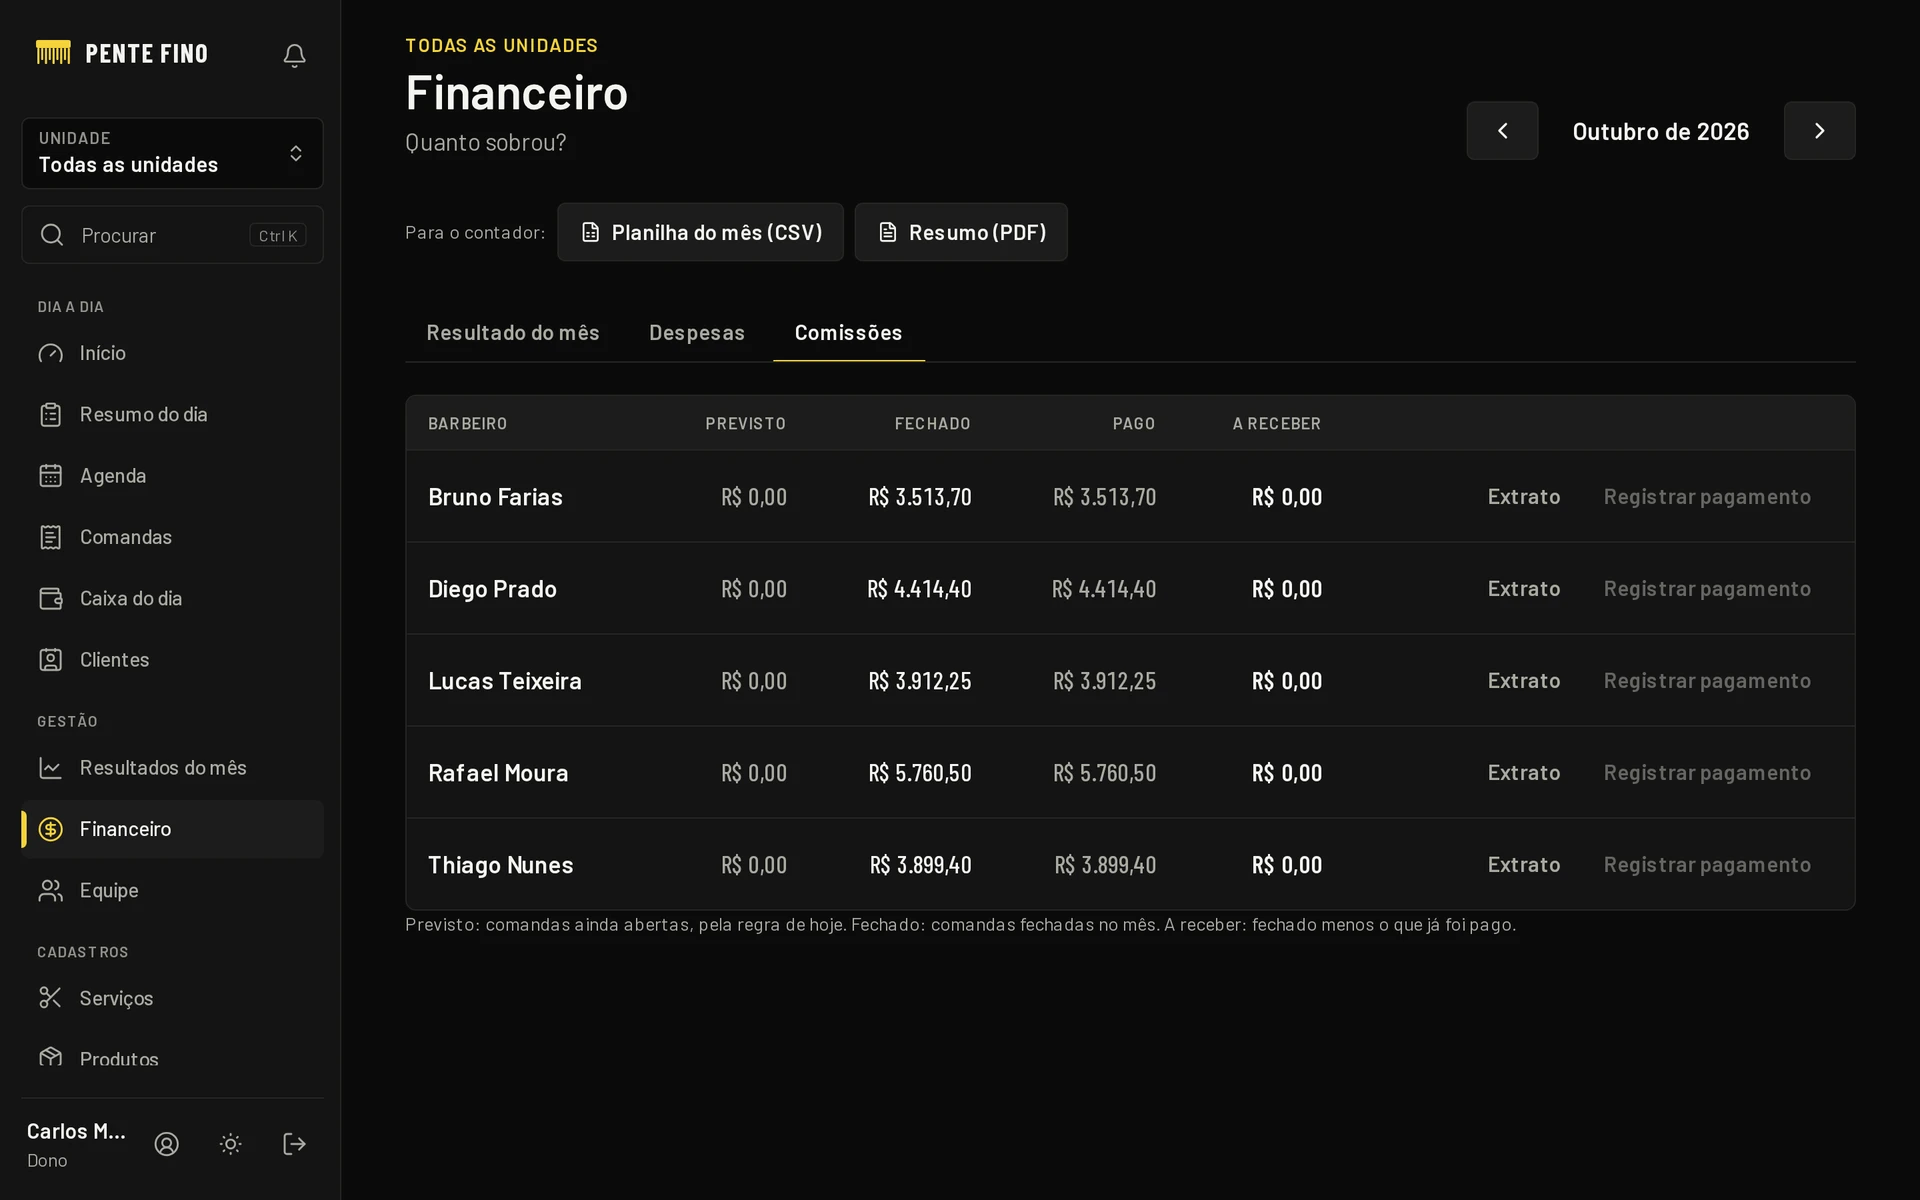 PENTE FINO
UNIDADE
Todas as unidades
Procurar
Ctrl K
DIA A DIA
Início
Resumo do dia
Agenda
Comandas
Caixa do dia
Clientes
GESTÃO
Resultados do mês
Financeiro
Equipe
CADASTROS
Serviços
Produtos
Carlos M...
Dono
TODAS AS UNIDADES
Financeiro
Quanto sobrou?
Outubro de 2026
Para o contador:
Planilha do mês (CSV)
Resumo (PDF)
Resultado do mês Despesas Comissões
BARBEIRO PREVISTO FECHADO PAGO A RECEBER
Bruno Farias R$ 0,00 R$ 3.513,70 R$ 3.513,70 R$ 0,00 Extrato Registrar pagamento
Diego Prado R$ 0,00 R$ 4.414,40 R$ 4.414,40 R$ 0,00 Extrato Registrar pagamento
Lucas Teixeira R$ 0,00 R$ 3.912,25 R$ 3.912,25 R$ 0,00 Extrato Registrar pagamento
Rafael Moura R$ 0,00 R$ 5.760,50 R$ 5.760,50 R$ 0,00 Extrato Registrar pagamento
Thiago Nunes R$ 0,00 R$ 3.899,40 R$ 3.899,40 R$ 0,00 Extrato Registrar pagamento
Previsto: comandas ainda abertas, pela regra de hoje. Fechado: comandas fechadas no mês. A receber: fechado menos o que já foi pago.